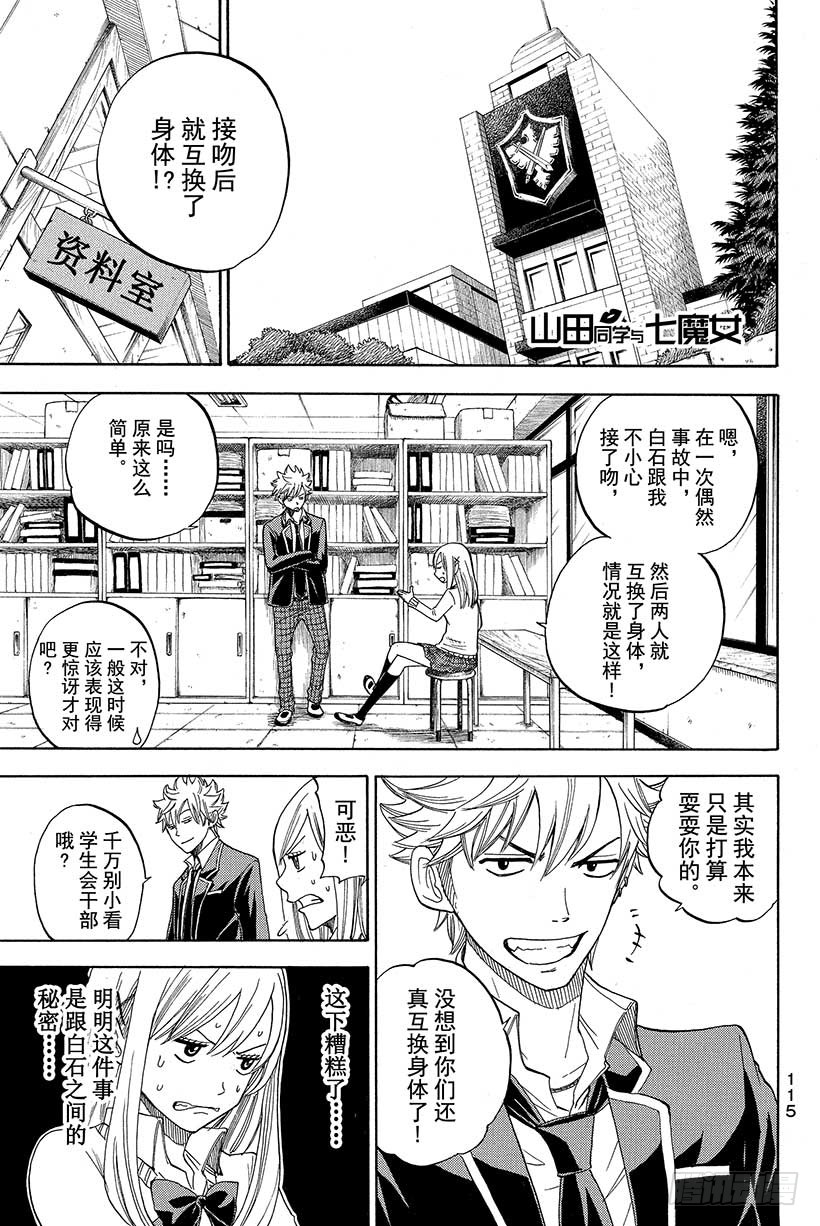 山田同学与七魔女
接吻后
就互换了
身体!?
资料室
嗯，
在一次偶然
事故中，
白石跟我
不小心
接了吻，
然后两人就
互换了身体，
情况就是这样！
是吗……
原来这么
简单。
不对，
一般这时候
应该表现得
更惊讶才对
吧？
其实我本来
只是打算
耍耍你的。
没想到你们还
真互换身体了！
可恶！
千万别小看
学生会干部
哦？
这下糟糕了……
明明这件事
是跟白石之间的
秘密……
115
腾讯动漫